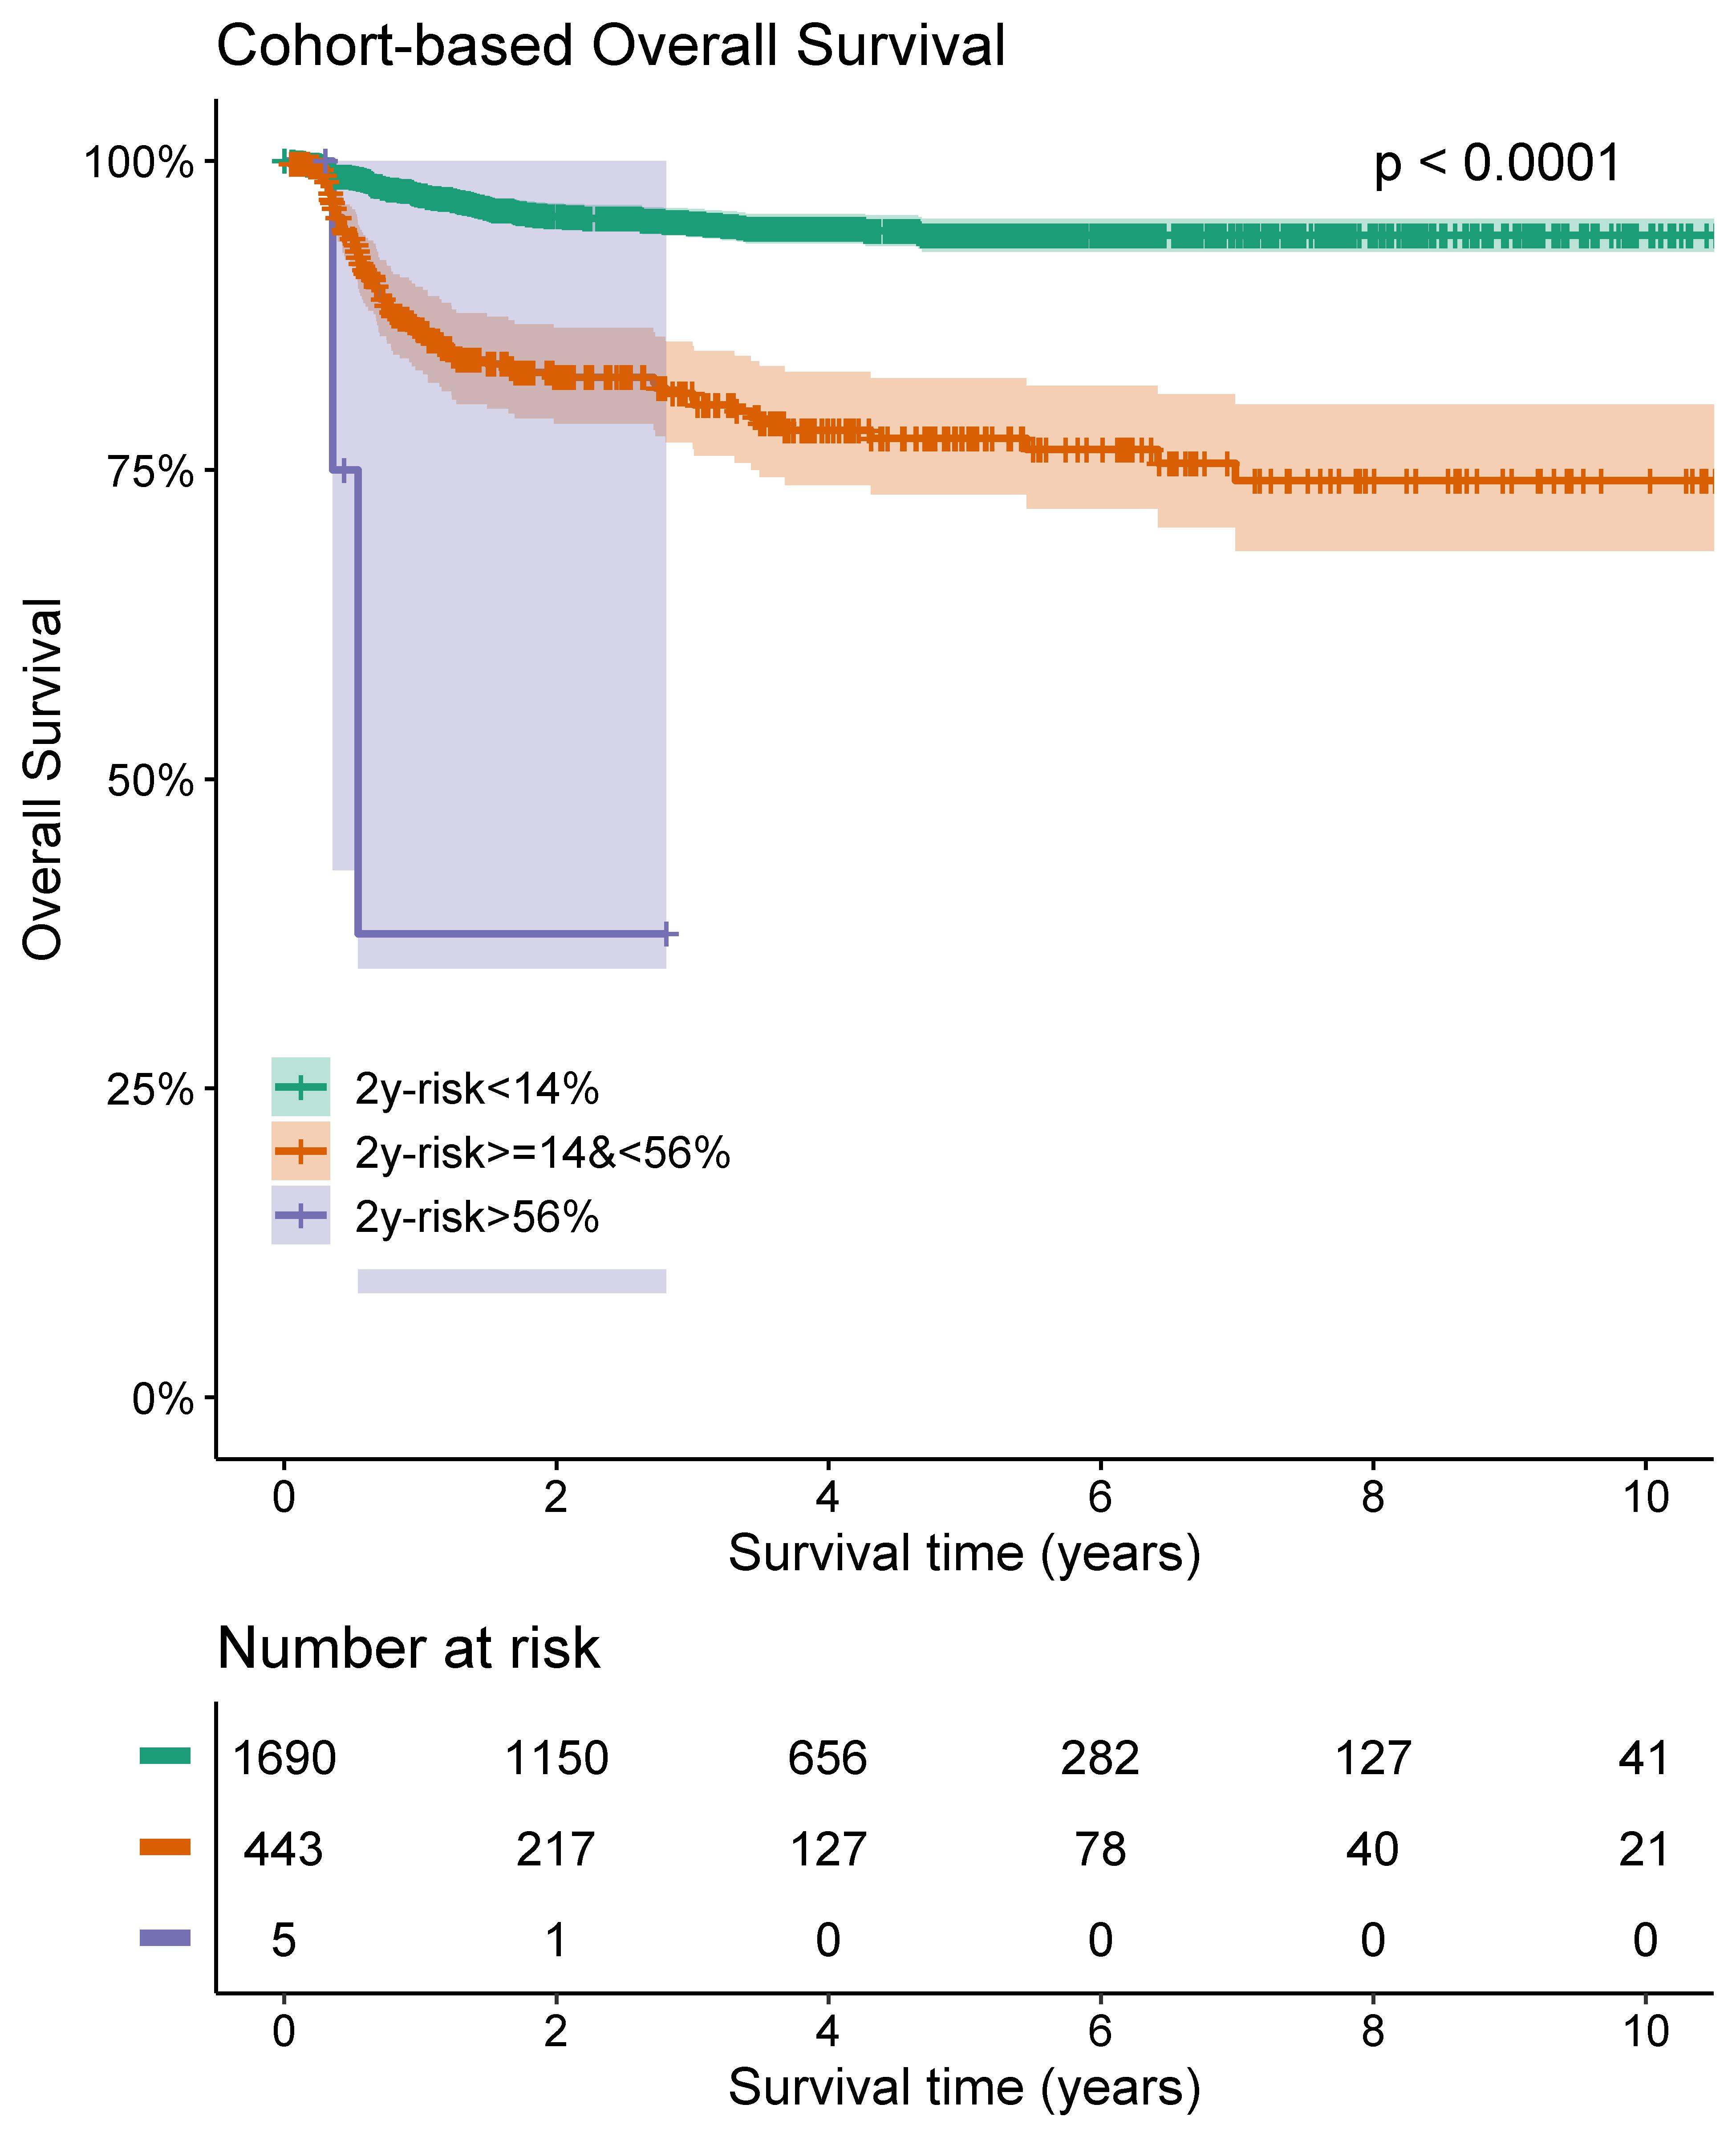 Cohort-based Overall Survival
p < 0.0001
100%
75%
50%
25%
0%
Overall Survival
2y-risk<14%
2y-risk>=14&<56%
2y-risk>56%
0 2 4 6 8 10
Survival time (years)
Number at risk
1690 1150 656 282 127 41
443 217 127 78 40 21
5 1 0 0 0 0
0 2 4 6 8 10
Survival time (years)